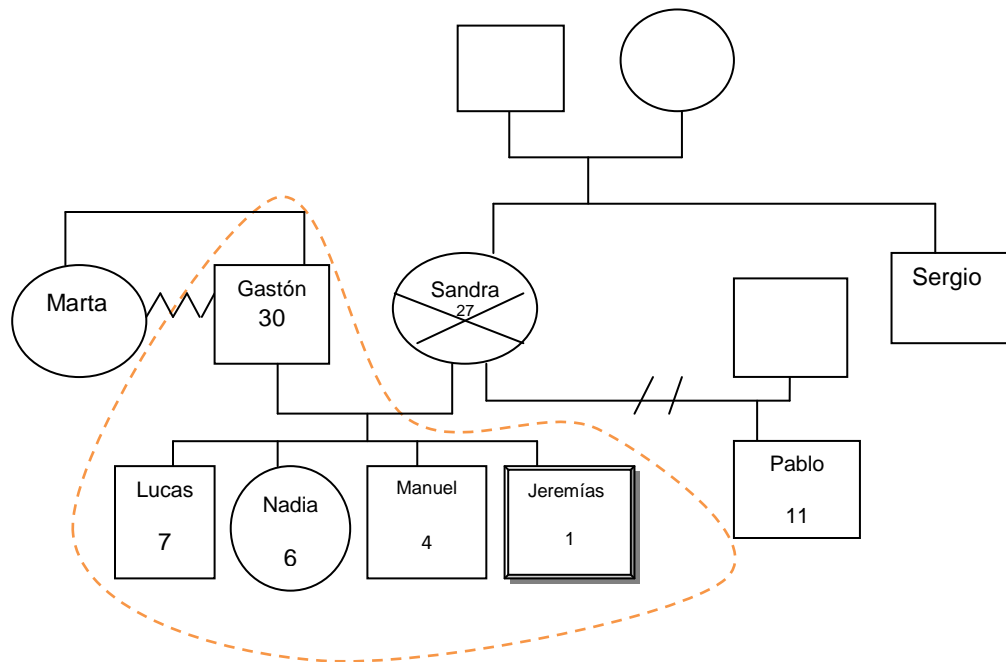 Marta
Gastón
30
Sandra
27
Sergio
Lucas
7
Nadia
6
Manuel
4
Jeremías
1
Pablo
11